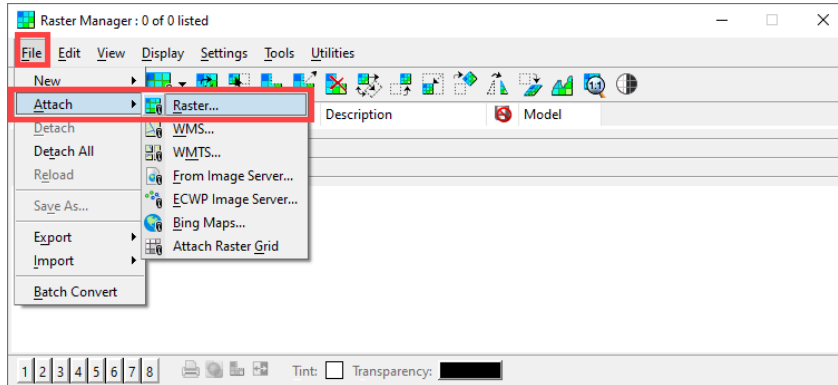 Raster Manager : 0 of 0 listed
File Edit View Display Settings Tools Utilities
New
Attach Raster... Description Model
Detach WMS...
Detach All WMTS...
Reload From Image Server...
Save As... ECWP Image Server...
Bing Maps...
Export Attach Raster Grid
Import
Batch Convert
1 2 3 4 5 6 7 8 Tint: Transparency: